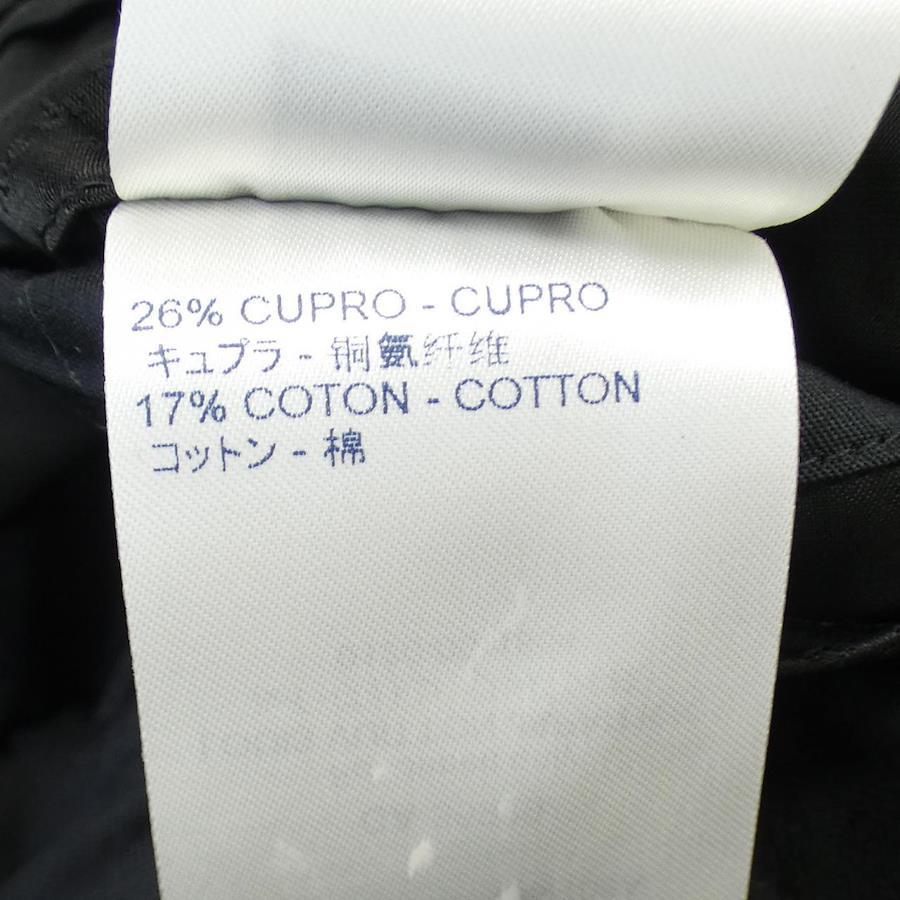 26% CUPRO - CUPRO
キュプラ - 铜氨纤维
17% COTON - COTTON
コットン - 棉